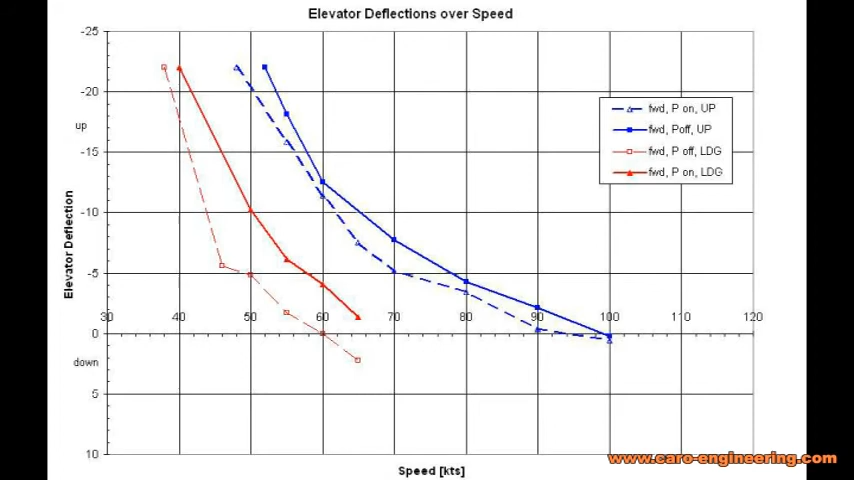 Elevator Deflections over Speed
-25
-20
up
-15
-10
Elevator Deflection
-5
30 40 50 60 70 80 90 100 110 120
0
down
5
10
Speed [kts]
fwd, P on, UP
fwd, Poff, UP
fwd, P off, LDG
fwd, P on, LDG
www.caro-engineering.com